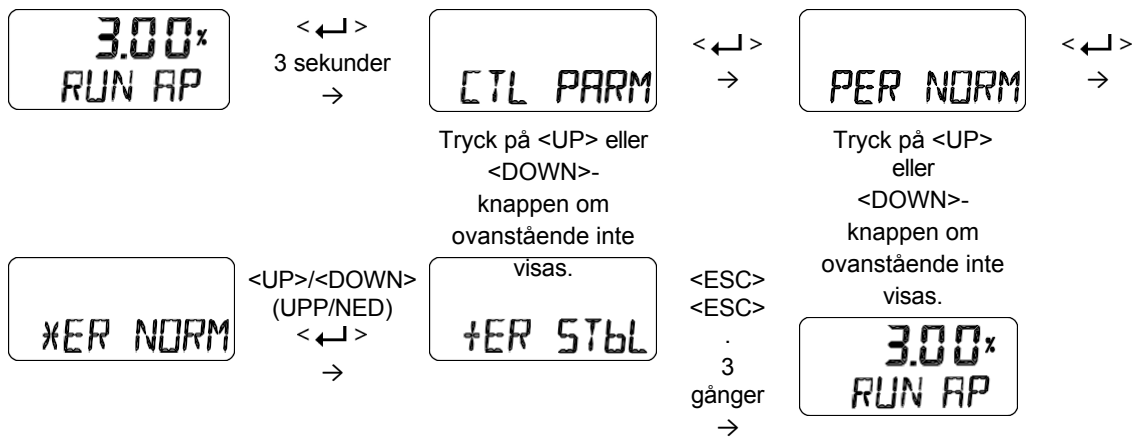 3.00%
RUN AP
< ↵ >
3 sekunder
→
CTL PARM
Tryck på <UP> eller
<DOWN>-
knappen om
ovanstående inte
visas.
< ↵ >
→
PER NORM
Tryck på <UP>
eller
<DOWN>-
knappen om
ovanstående inte
visas.
< ↵ >
→
*ER NORM
<UP>/<DOWN>
(UPP/NED)
< ↵ >
→
+ER STbL
<ESC>
<ESC>
.
3
gånger
→
3.00%
RUN AP